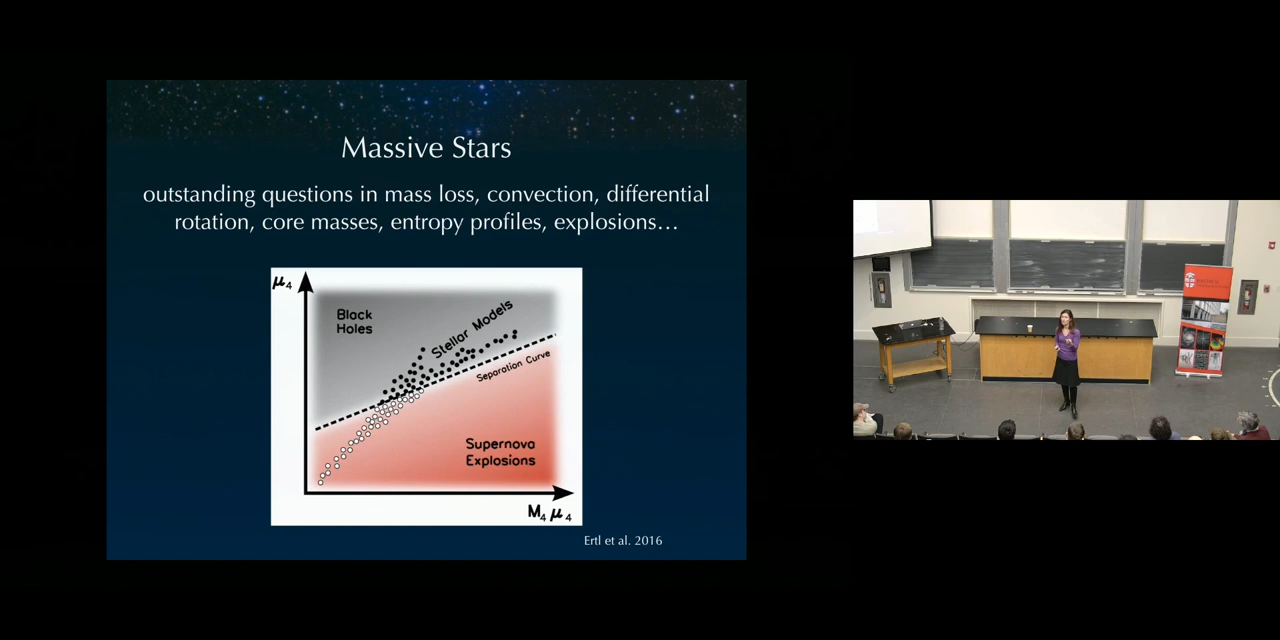 Massive Stars
outstanding questions in mass loss, convection, differential
rotation, core masses, entropy profiles, explosions…
μ₄
Black
Holes
Stellar Models
Separation Curve
Supernova
Explosions
M₄ μ₄
Ertl et al. 2016